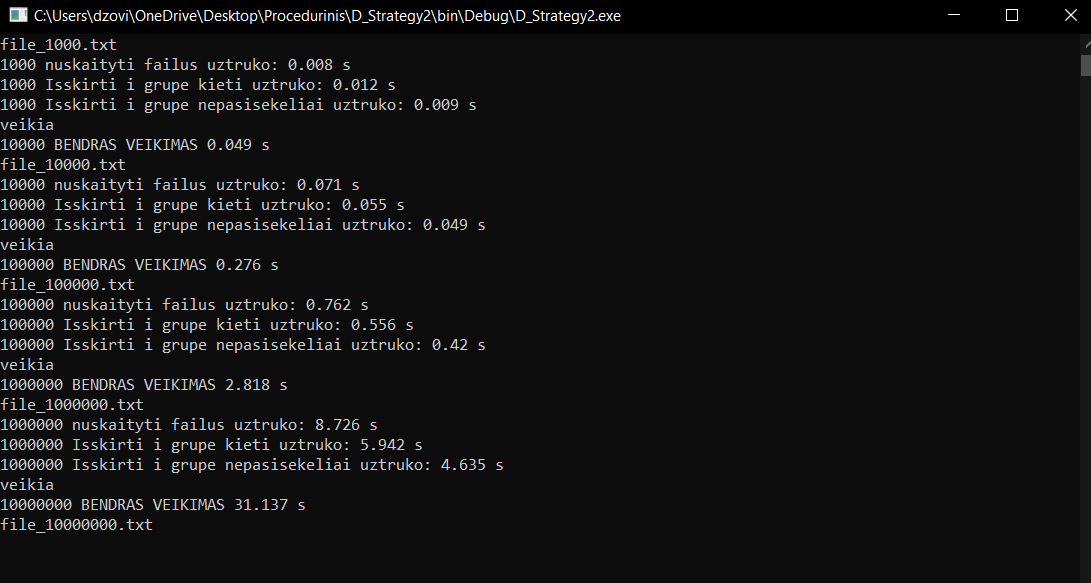 C:\Users\dzovi\OneDrive\Desktop\Procedurinis\D_Strategy2\bin\Debug\D_Strategy2.exe
file_1000.txt
1000 nuskaityti failus uztruko: 0.008 s
1000 Isskirti i grupe kieti uztruko: 0.012 s
1000 Isskirti i grupe nepasisekeliai uztruko: 0.009 s
veikia
10000 BENDRAS VEIKIMAS 0.049 s
file_10000.txt
10000 nuskaityti failus uztruko: 0.071 s
10000 Isskirti i grupe kieti uztruko: 0.055 s
10000 Isskirti i grupe nepasisekeliai uztruko: 0.049 s
veikia
100000 BENDRAS VEIKIMAS 0.276 s
file_100000.txt
100000 nuskaityti failus uztruko: 0.762 s
100000 Isskirti i grupe kieti uztruko: 0.556 s
100000 Isskirti i grupe nepasisekeliai uztruko: 0.42 s
veikia
1000000 BENDRAS VEIKIMAS 2.818 s
file_1000000.txt
1000000 nuskaityti failus uztruko: 8.726 s
1000000 Isskirti i grupe kieti uztruko: 5.942 s
1000000 Isskirti i grupe nepasisekeliai uztruko: 4.635 s
veikia
10000000 BENDRAS VEIKIMAS 31.137 s
file_10000000.txt